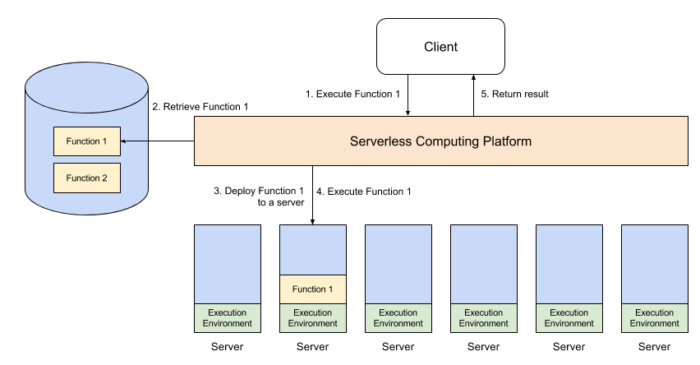 Client
1. Execute Function 1
5. Return result
2. Retrieve Function 1
Function 1
Function 2
Serverless Computing Platform
3. Deploy Function 1
to a server
4. Execute Function 1
Function 1
Execution
Environment
Execution
Environment
Execution
Environment
Execution
Environment
Execution
Environment
Execution
Environment
Server
Server
Server
Server
Server
Server